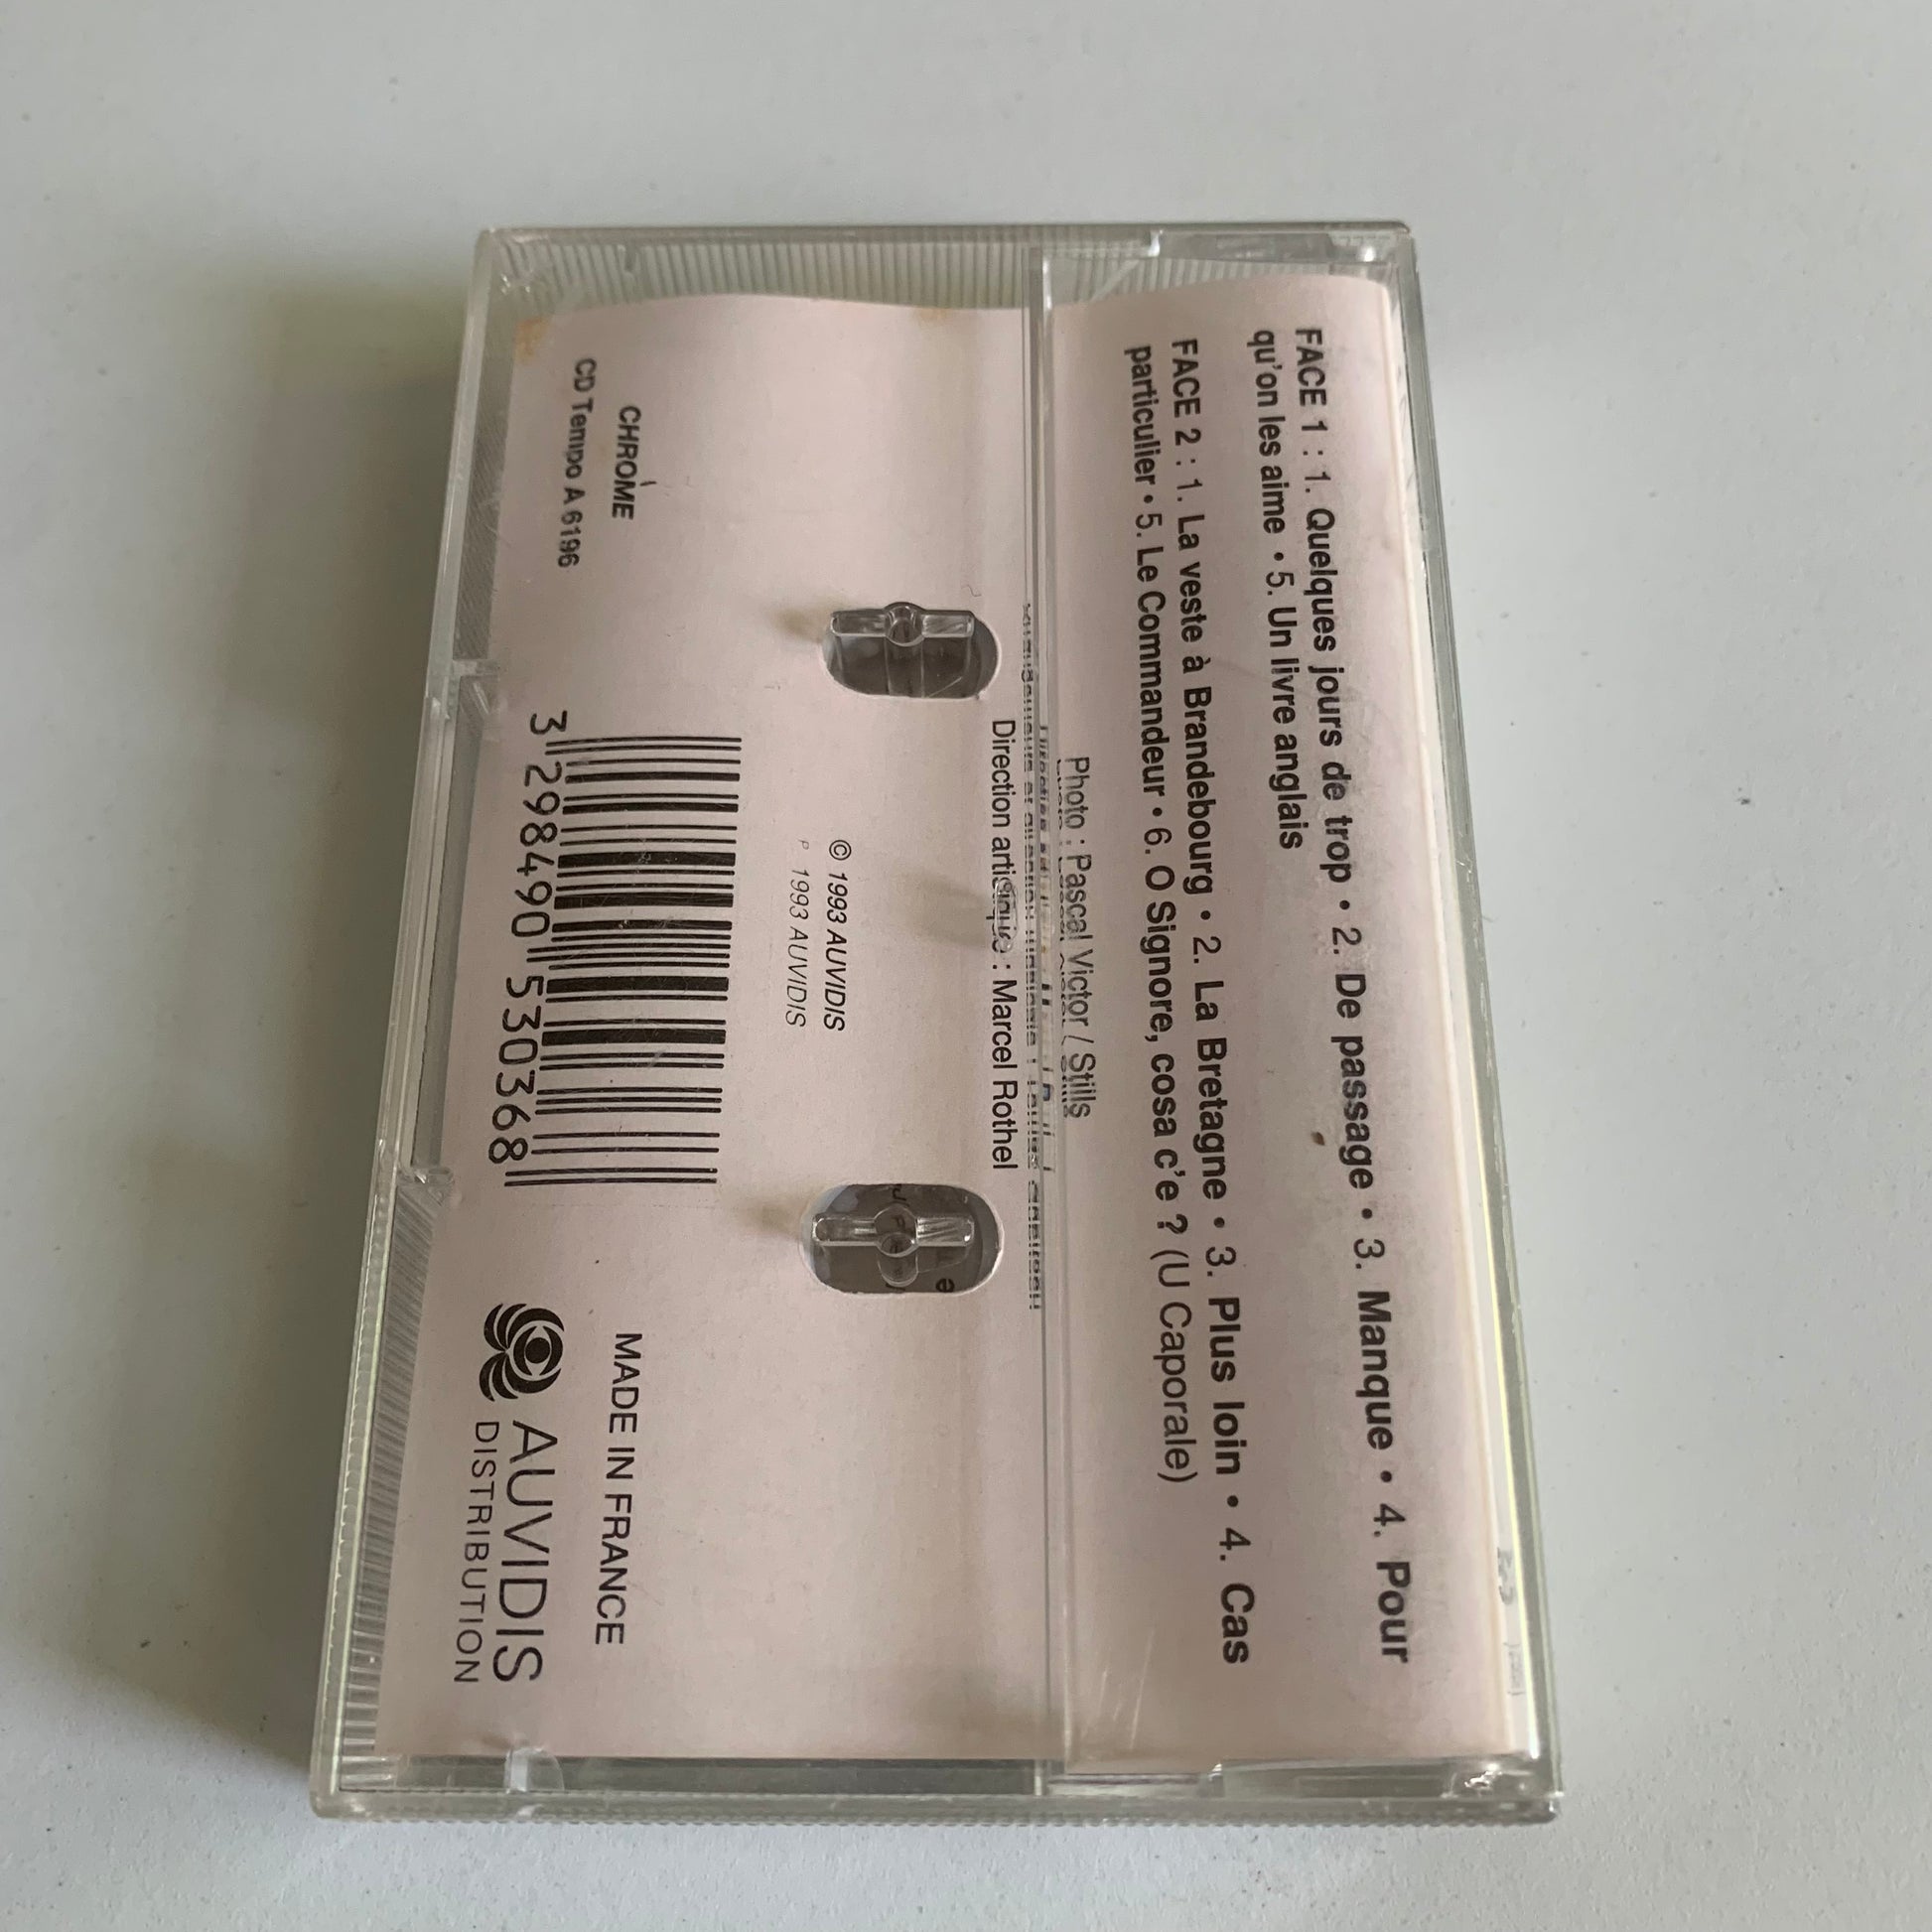 FACE 1 : 1. Quelques jours de trop • 2. De passage • 3. Manque • 4. Pour
qu'on les aime • 5. Un livre anglais
FACE 2 : 1. La veste à Brandebourg • 2. La Bretagne • 3. Plus loin • 4. Cas
particulier • 5. Le Commandeur • 6. O Signore, cosa c'e ? (U Caporale)
Photo : Pascal Victor / Stills
Direction artistique : Marcel Rothel
© 1993 AUVIDIS
P 1993 AUVIDIS
CHROME
CD Tempo A 6196
3 298490 530368
MADE IN FRANCE
AUVIDIS
DISTRIBUTION